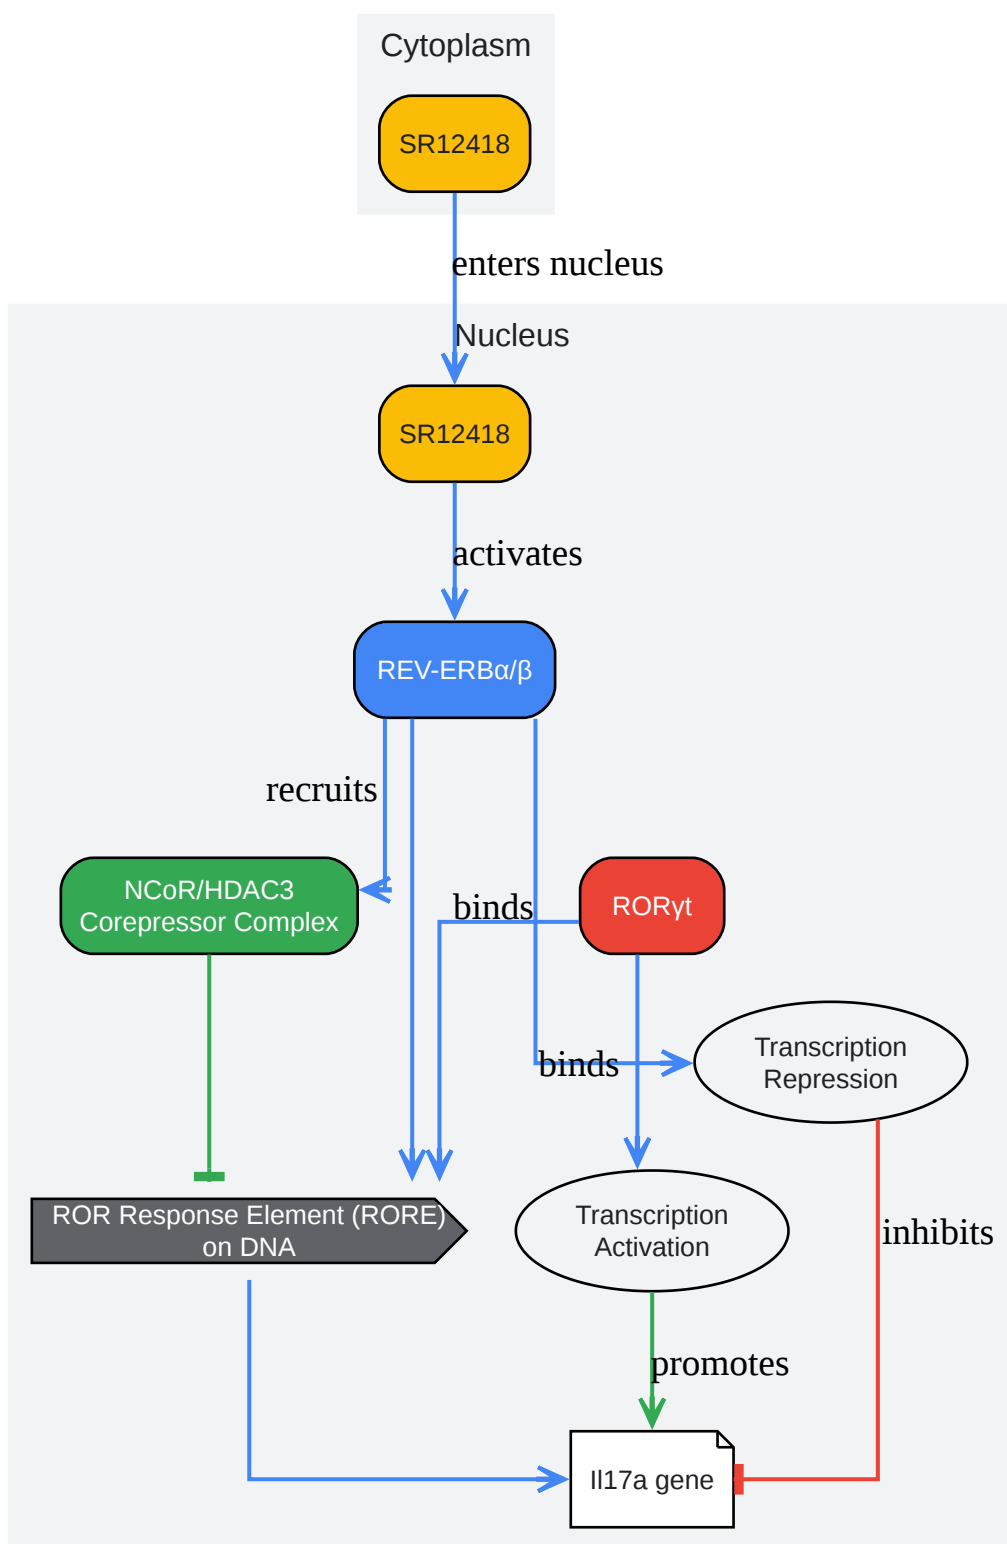 Cytoplasm
SR12418
enters nucleus
Nucleus
SR12418
activates
REV-ERBα/β
recruits
NCoR/HDAC3
Corepressor Complex
binds
RORγt
binds
Transcription
Repression
ROR Response Element (RORE)
on DNA
Transcription
Activation
inhibits
promotes
Il17a gene